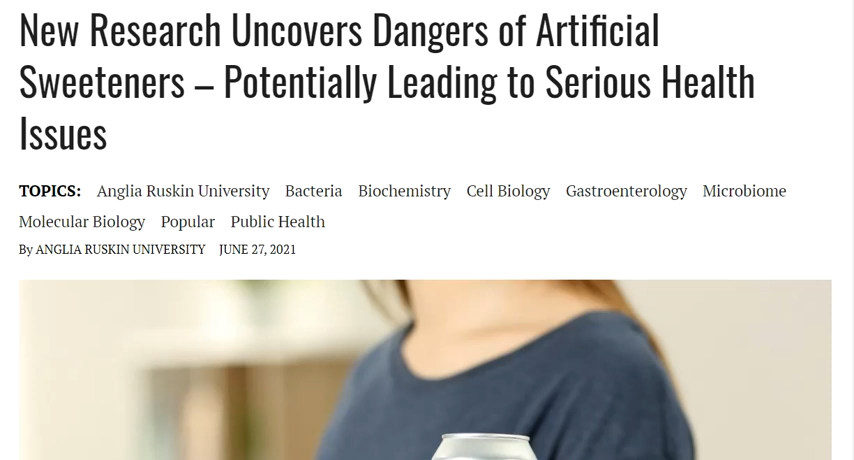 New Research Uncovers Dangers of Artificial
Sweeteners – Potentially Leading to Serious Health
Issues
TOPICS: Anglia Ruskin University Bacteria Biochemistry Cell Biology Gastroenterology Microbiome
Molecular Biology Popular Public Health
By ANGLIA RUSKIN UNIVERSITY JUNE 27, 2021